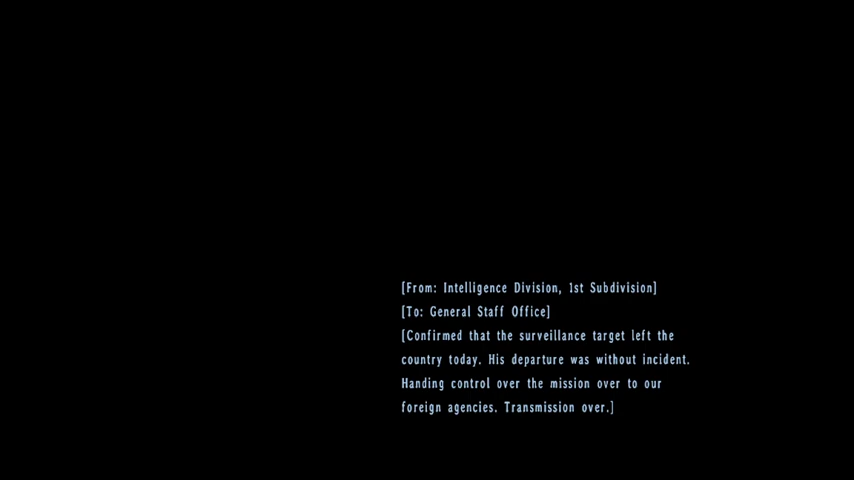 [From: Intelligence Division, 1st Subdivision]
[To: General Staff Office]
[Confirmed that the surveillance target left the
country today. His departure was without incident.
Handing control over the mission over to our
foreign agencies. Transmission over.]